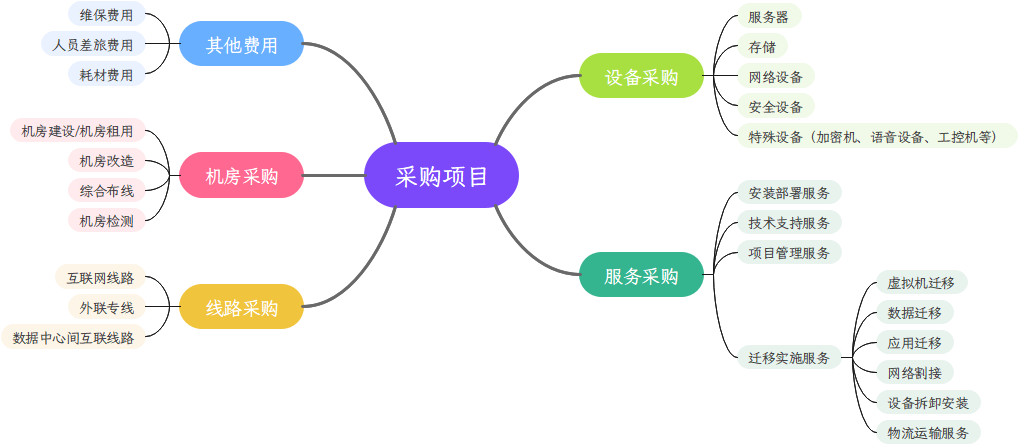 采购项目
设备采购
服务器
存储
网络设备
安全设备
特殊设备（加密机、语音设备、工控机等）
服务采购
安装部署服务
技术支持服务
项目管理服务
迁移实施服务
虚拟机迁移
数据迁移
应用迁移
网络割接
设备拆卸安装
物流运输服务
其他费用
维保费用
人员差旅费用
耗材费用
机房采购
机房建设/机房租用
机房改造
综合布线
机房检测
线路采购
互联网线路
外联专线
数据中心间互联线路